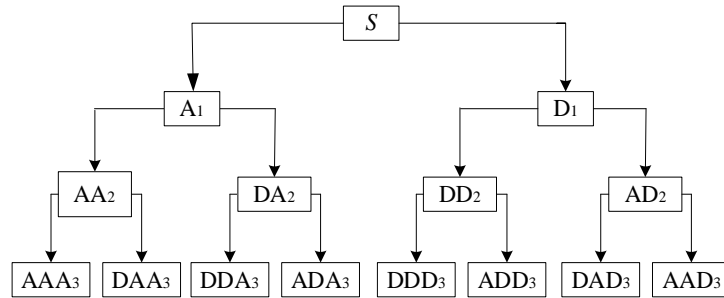 S
A₁ D₁
AA₂ DA₂ DD₂ AD₂
AAA₃ DAA₃ DDA₃ ADA₃ DDD₃ ADD₃ DAD₃ AAD₃